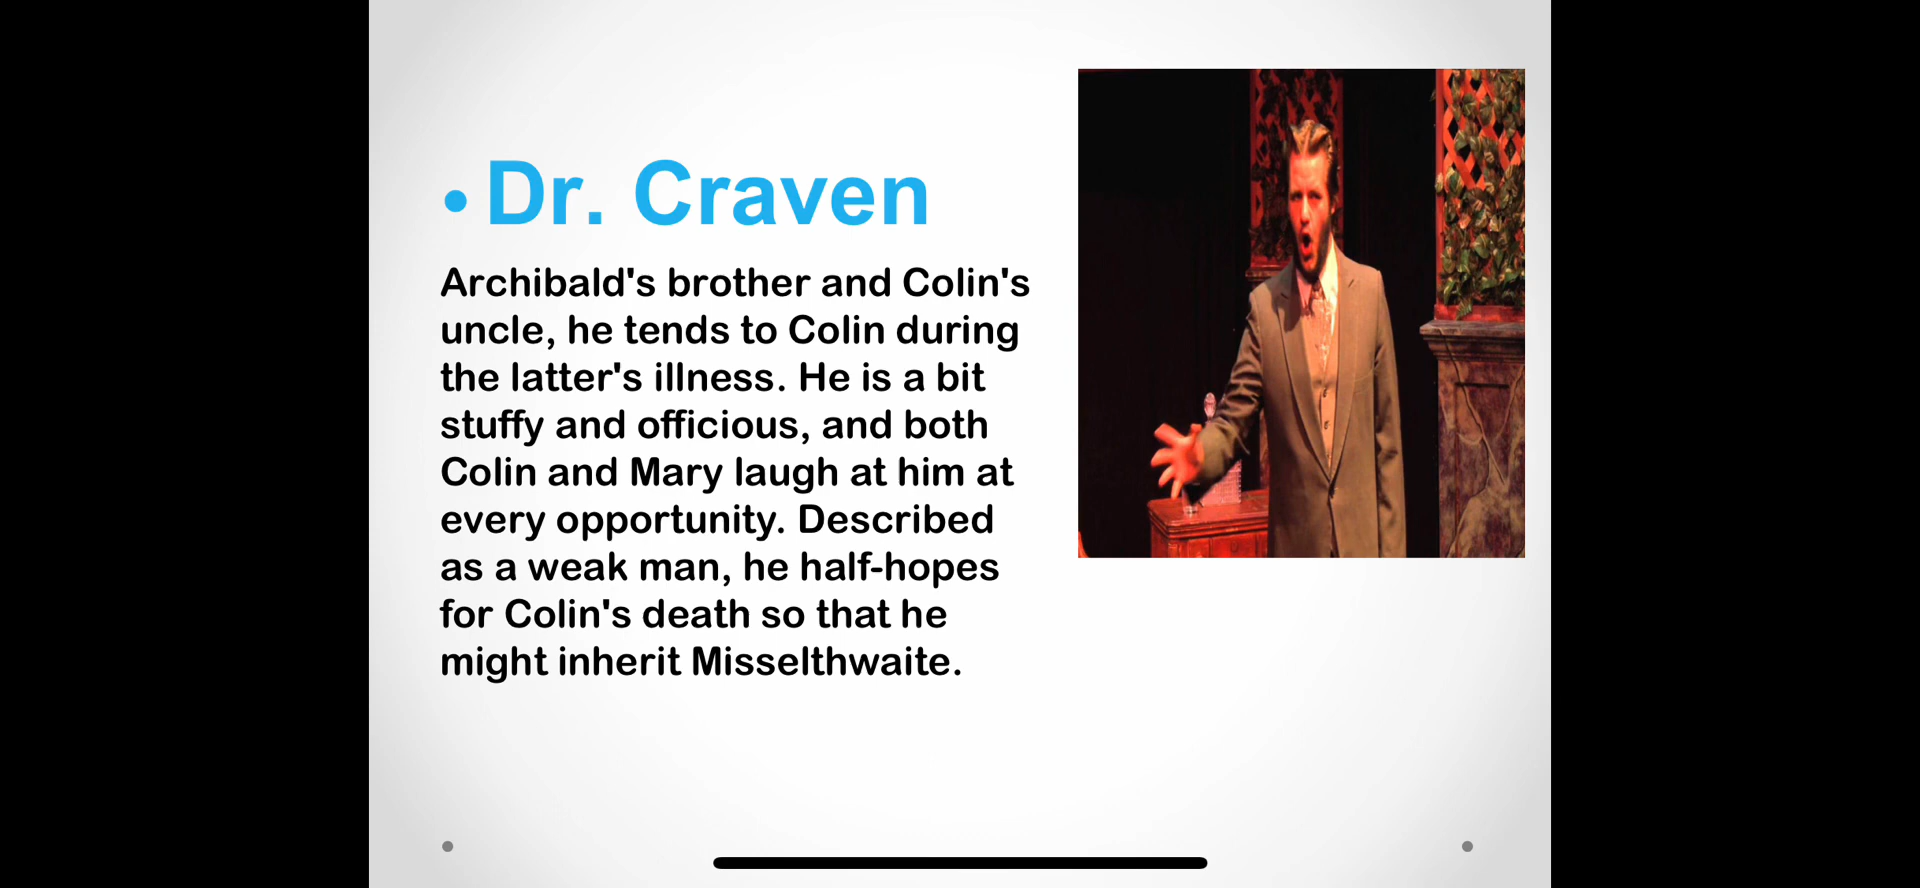 • Dr. Craven
Archibald's brother and Colin's
uncle, he tends to Colin during
the latter's illness. He is a bit
stuffy and officious, and both
Colin and Mary laugh at him at
every opportunity. Described
as a weak man, he half-hopes
for Colin's death so that he
might inherit Misselthwaite.